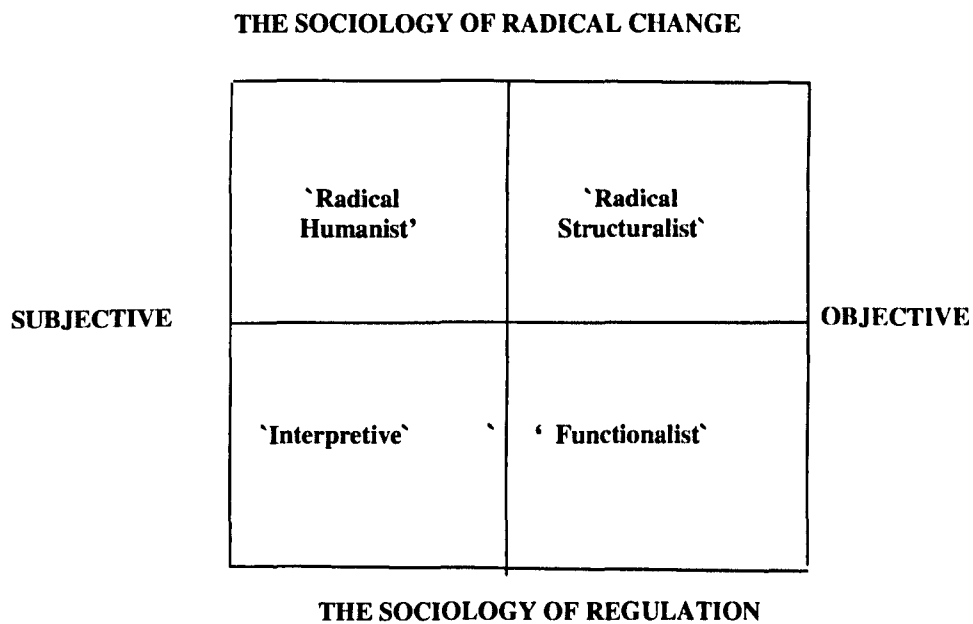 THE SOCIOLOGY OF RADICAL CHANGE
`Radical
Humanist’
`Radical
Structuralist`
SUBJECTIVE
OBJECTIVE
`Interpretive`
` ‘ Functionalist`
THE SOCIOLOGY OF REGULATION